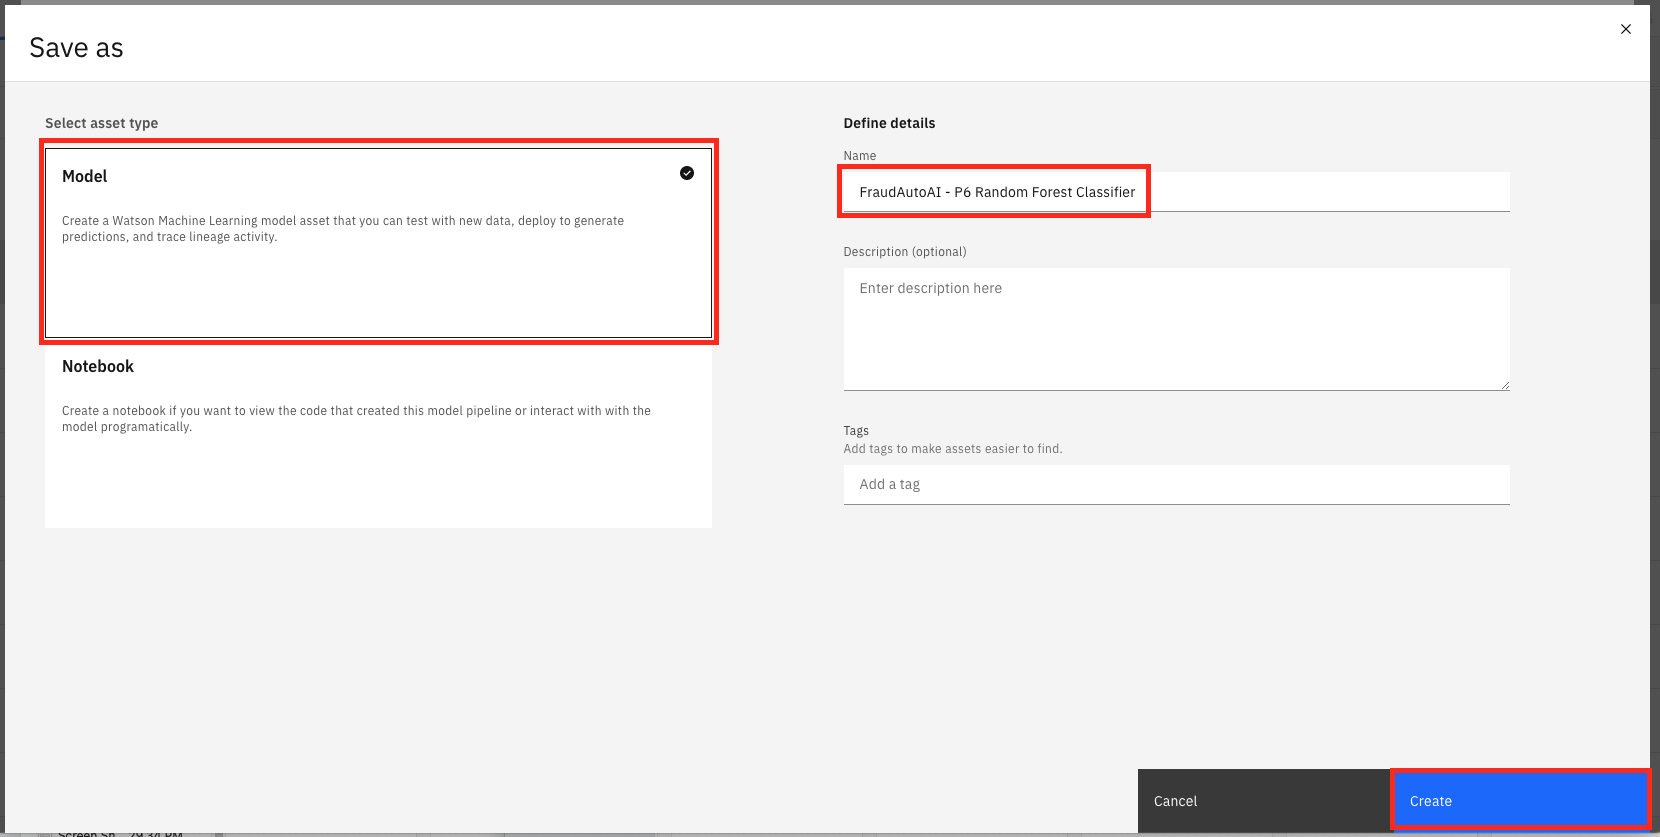 Save as
Select asset type
Model
Create a Watson Machine Learning model asset that you can test with new data, deploy to generate
predictions, and trace lineage activity.
Notebook
Create a notebook if you want to view the code that created this model pipeline or interact with with the
model programatically.
Define details
Name
FraudAutoAI - P6 Random Forest Classifier
Description (optional)
Enter description here
Tags
Add tags to make assets easier to find.
Add a tag
Cancel
Create